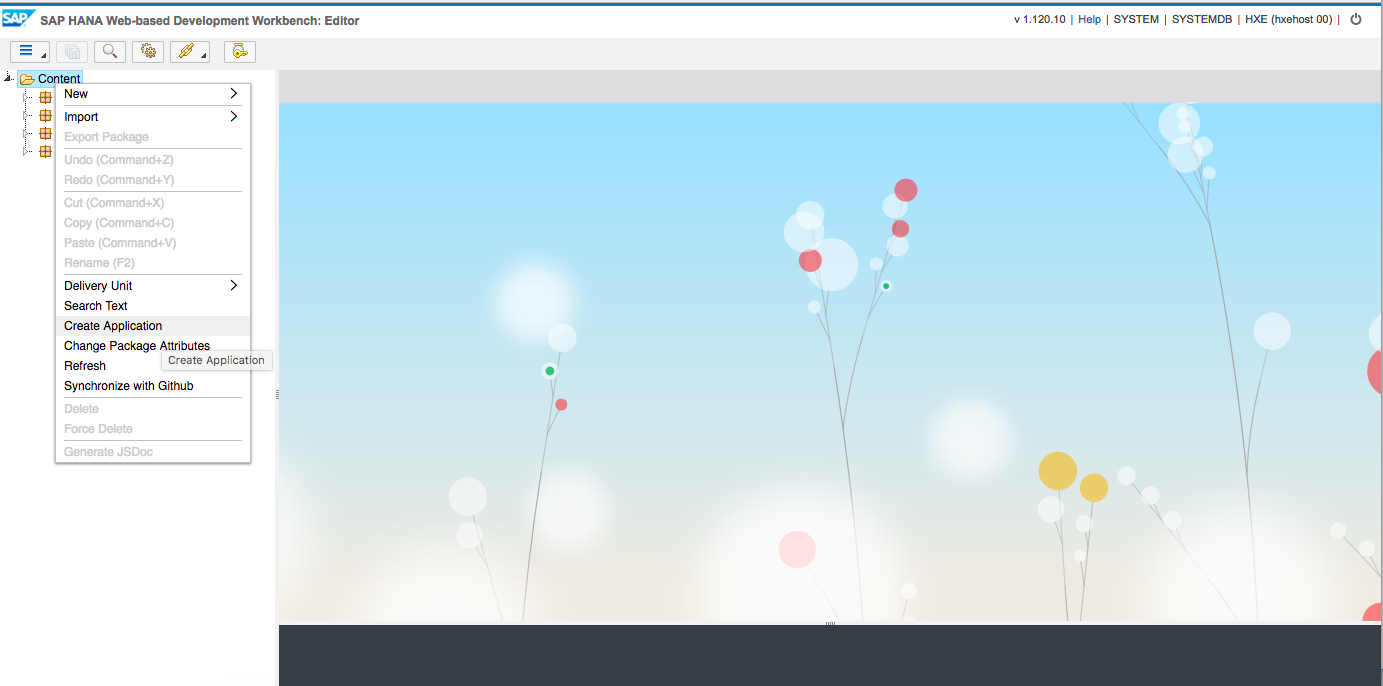 SAP SAP HANA Web-based Development Workbench: Editor
v 1.120.10 | Help | SYSTEM | SYSTEMDB | HXE (hxehost 00) |
Content
New
Import
Export Package
Undo (Command+Z)
Redo (Command+Y)
Cut (Command+X)
Copy (Command+C)
Paste (Command+V)
Rename (F2)
Delivery Unit
Search Text
Create Application
Change Package Attributes
Create Application
Refresh
Synchronize with Github
Delete
Force Delete
Generate JSDoc